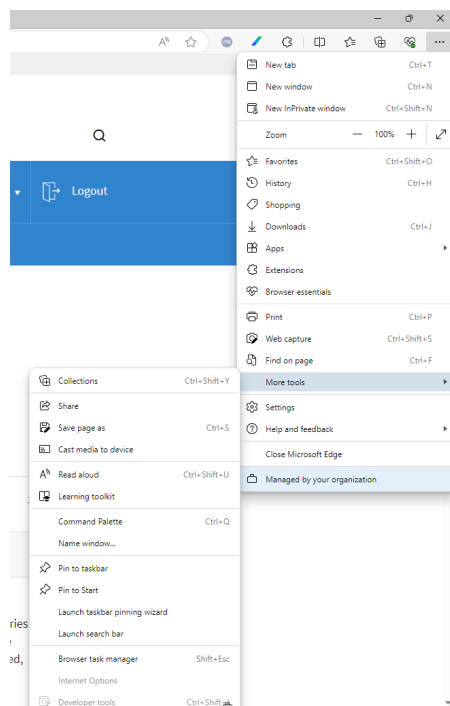 New tab Ctrl+T
New window Ctrl+N
New InPrivate window Ctrl+Shift+N
Zoom — 100% +
Favorites Ctrl+Shift+O
History Ctrl+H
Shopping
Downloads Ctrl+J
Apps
Extensions
Browser essentials
Print Ctrl+P
Web capture Ctrl+Shift+S
Find on page Ctrl+F
More tools
Settings
Help and feedback
Close Microsoft Edge
Managed by your organization
Logout
Collections Ctrl+Shift+Y
Share
Save page as Ctrl+S
Cast media to device
Read aloud Ctrl+Shift+U
Learning toolkit
Command Palette Ctrl+Q
Name window...
Pin to taskbar
Pin to Start
Launch taskbar pinning wizard
Launch search bar
Browser task manager Shift+Esc
Internet Options
Developer tools Ctrl+Shift
ries
ed,